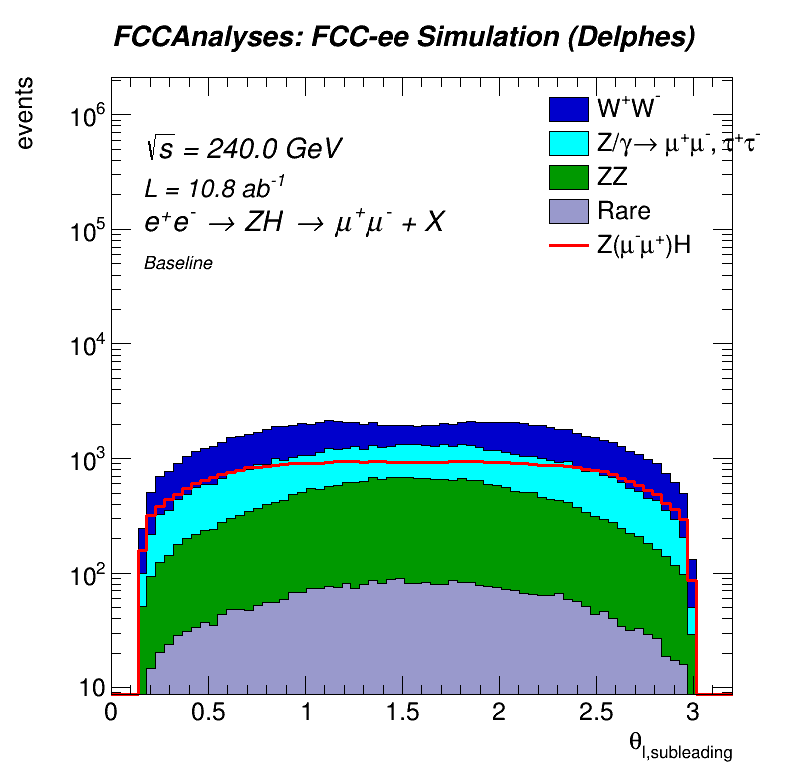 FCCAnalyses: FCC-ee Simulation (Delphes)
events
√s = 240.0 GeV
L = 10.8 ab⁻¹
e⁺e⁻ → ZH → μ⁺μ⁻ + X
Baseline
W⁺W⁻
Z/γ→ μ⁺μ⁻, τ⁺τ⁻
ZZ
Rare
Z(μ⁻μ⁺)H
10⁶
10⁵
10⁴
10³
10²
10
0 0.5 1 1.5 2 2.5 3
θ_l,subleading